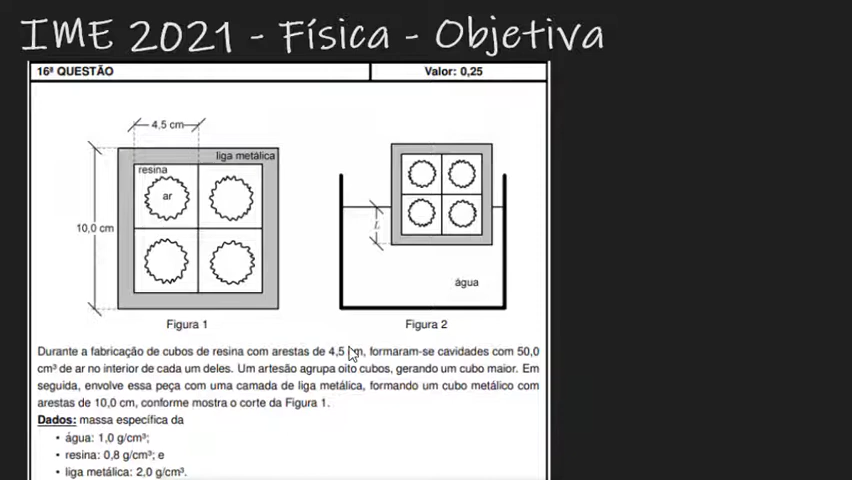 IME 2021 - Física - Objetiva
16ª QUESTÃO Valor: 0,25
4,5 cm
liga metálica
resina
ar
10,0 cm
L
água
Figura 1 Figura 2
Durante a fabricação de cubos de resina com arestas de 4,5 cm, formaram-se cavidades com 50,0
cm³ de ar no interior de cada um deles. Um artesão agrupa oito cubos, gerando um cubo maior. Em
seguida, envolve essa peça com uma camada de liga metálica, formando um cubo metálico com
arestas de 10,0 cm, conforme mostra o corte da Figura 1.
Dados: massa específica da
• água: 1,0 g/cm³;
• resina: 0,8 g/cm³; e
• liga metálica: 2,0 g/cm³.